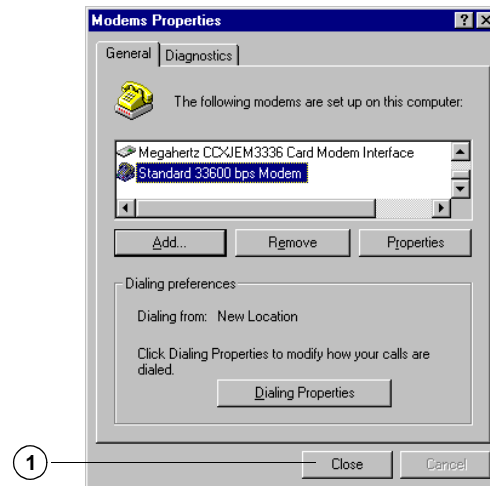 Modems Properties
General Diagnostics
The following modems are set up on this computer:
Megahertz CCXJEM3336 Card Modem Interface
Standard 33600 bps Modem
Add... Remove Properties
Dialing preferences
Dialing from: New Location
Click Dialing Properties to modify how your calls are
dialed.
Dialing Properties
1 Close Cancel